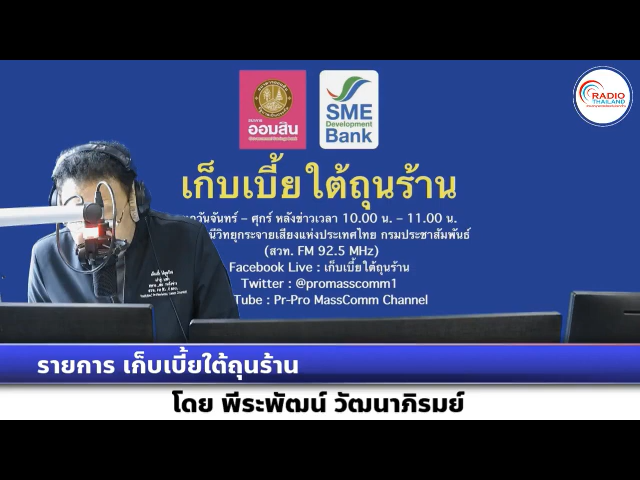 RADIO
THAILAND
ธนาคาร
ออมสิน
SME
Development
Bank
เก็บเบี้ยใต้ถุนร้าน
วันจันทร์ – ศุกร์ หลังข่าวเวลา 10.00 น. – 11.00 น.
นีวิทยุกระจายเสียงแห่งประเทศไทย กรมประชาสัมพันธ์
(สวท. FM 92.5 MHz)
Facebook Live : เก็บเบี้ยใต้ถุนร้าน
Twitter : @promasscomm1
Tube : Pr-Pro MassComm Channel
รายการ เก็บเบี้ยใต้ถุนร้าน
โดย พีระพัฒน์ วัฒนาภิรมย์